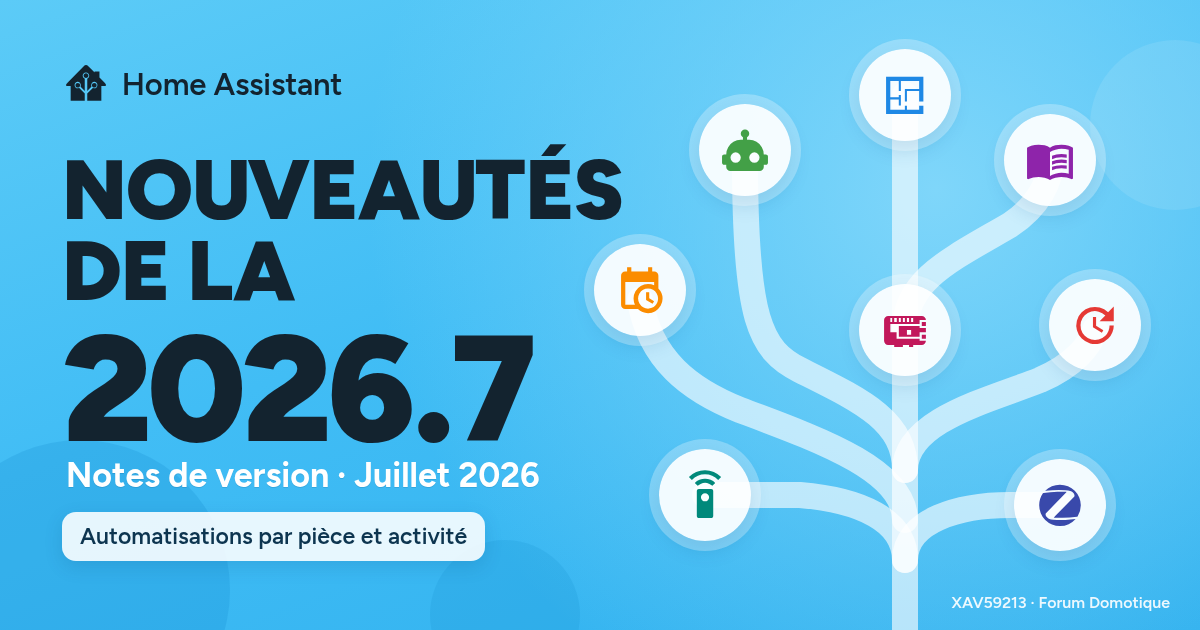 Home Assistant
NOUVEAUTÉS
DE LA
2026.7
Notes de version · Juillet 2026
Automatisations par pièce et activité
XAV59213 · Forum Domotique